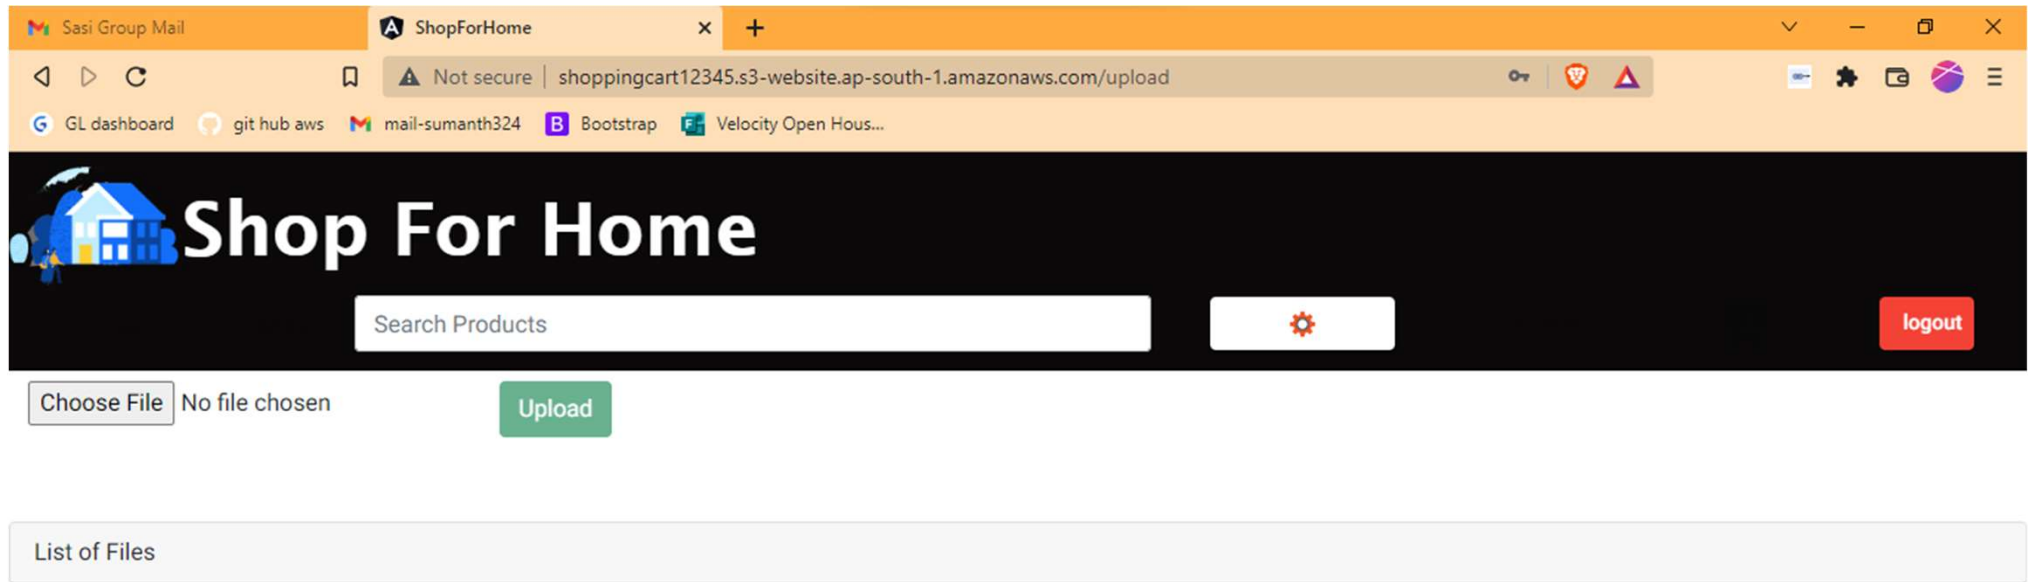 Sasi Group Mail
ShopForHome
Not secure | shoppingcart12345.s3-website.ap-south-1.amazonaws.com/upload
GL dashboard git hub aws mail-sumanth324 B Bootstrap Velocity Open Hous...
Shop For Home
Search Products
logout
Choose File No file chosen
Upload
List of Files